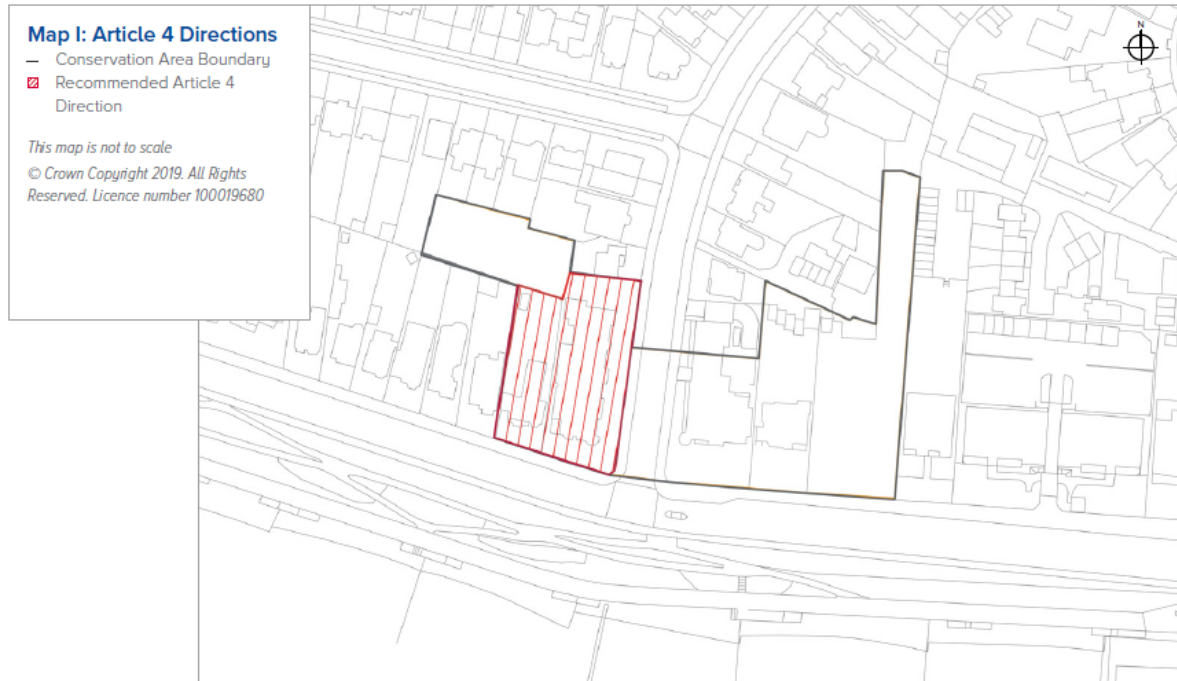 Map I: Article 4 Directions
Conservation Area Boundary
Recommended Article 4
Direction
This map is not to scale
© Crown Copyright 2019. All Rights
Reserved. Licence number 100019680
N